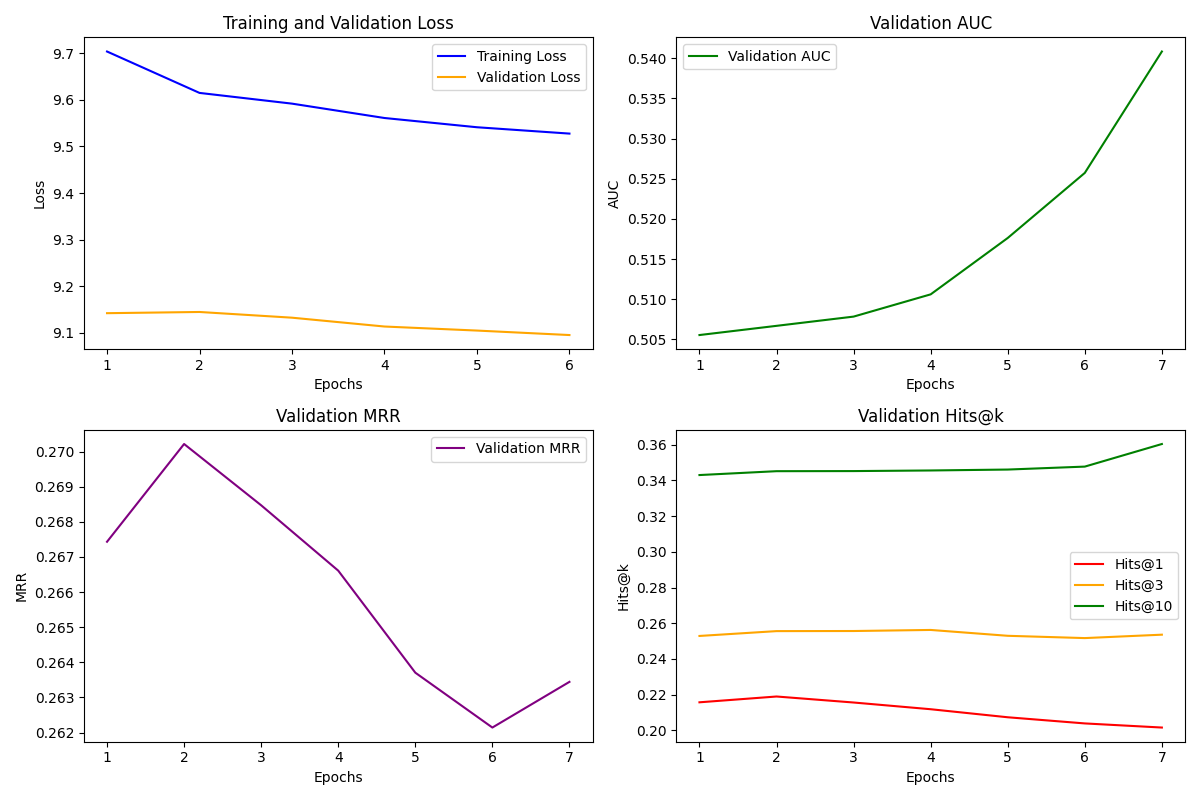 Training and Validation Loss
9.7
9.6
9.5
9.4
9.3
9.2
9.1
Loss
Training Loss
Validation Loss
1 2 3 4 5 6
Epochs
Validation AUC
0.540
0.535
0.530
0.525
0.520
0.515
0.510
0.505
AUC
Validation AUC
1 2 3 4 5 6 7
Epochs
Validation MRR
0.270
0.269
0.268
0.267
0.266
0.265
0.264
0.263
0.262
MRR
Validation MRR
1 2 3 4 5 6 7
Epochs
Validation Hits@k
0.36
0.34
0.32
0.30
0.28
0.26
0.24
0.22
0.20
Hits@k
Hits@1
Hits@3
Hits@10
1 2 3 4 5 6 7
Epochs